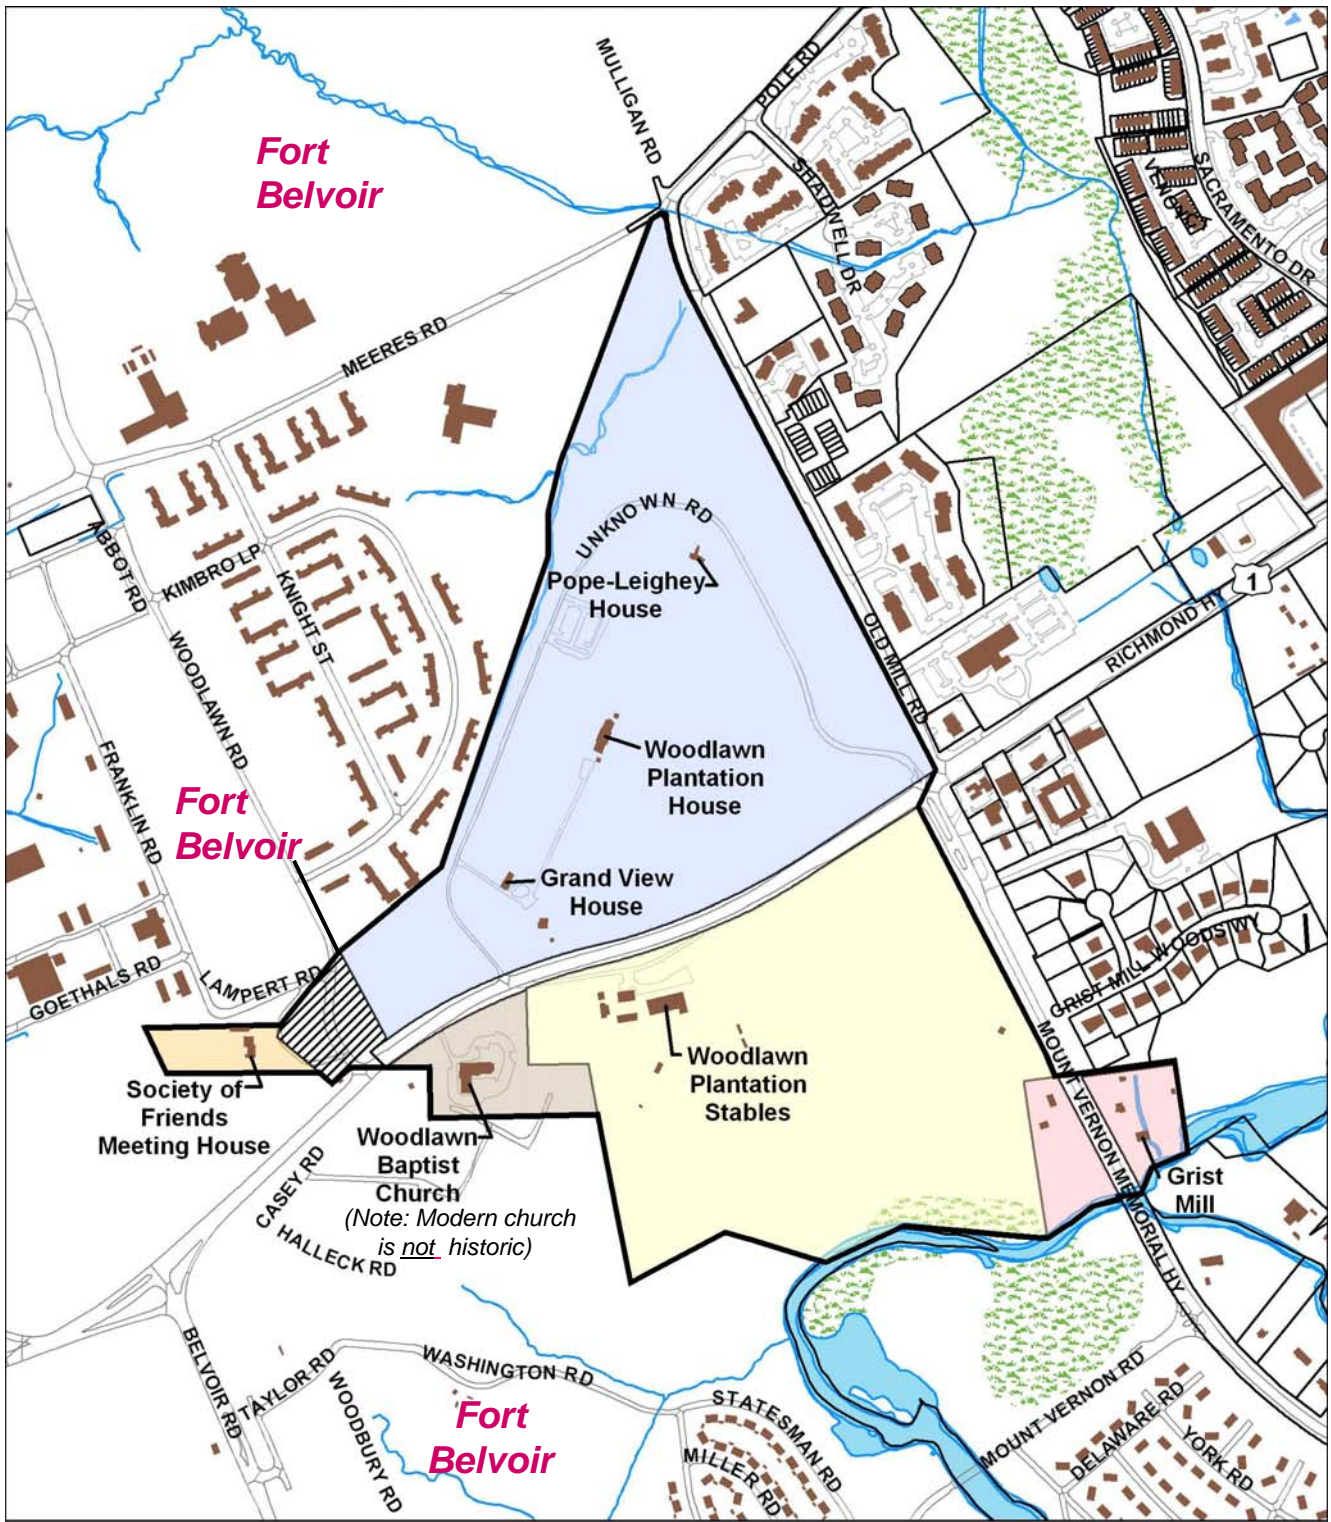 MULLIGAN RD
POLE RD
Fort
Belvoir
SHADWELL DR
SACRAMENTO DR
MEERES RD
ABBOT RD
KIMBRO LP
KNIGHT ST
UNKNOWN RD
Pope-Leighey
House
1
RICHMOND HY
OLD MILL RD
WOODLAWN RD
FRANKLIN RD
Woodlawn
Plantation
House
Fort
Belvoir
Grand View
House
GRIST MILL WOODS WY
GOETHALS RD
LAMPERT RD
Society of
Friends
Meeting House
Woodlawn
Plantation
Stables
MOUNT VERNON MEMORIAL HY
Woodlawn
Baptist
Church
(Note: Modern church
is not historic)
Grist
Mill
CASEY RD
HALLECK RD
BELVOIR RD
TAYLOR RD
WOODBURY RD
WASHINGTON RD
Fort
Belvoir
STATESMAN RD
MILLER RD
MOUNT VERNON RD
DELAWARE RD
YORK RD